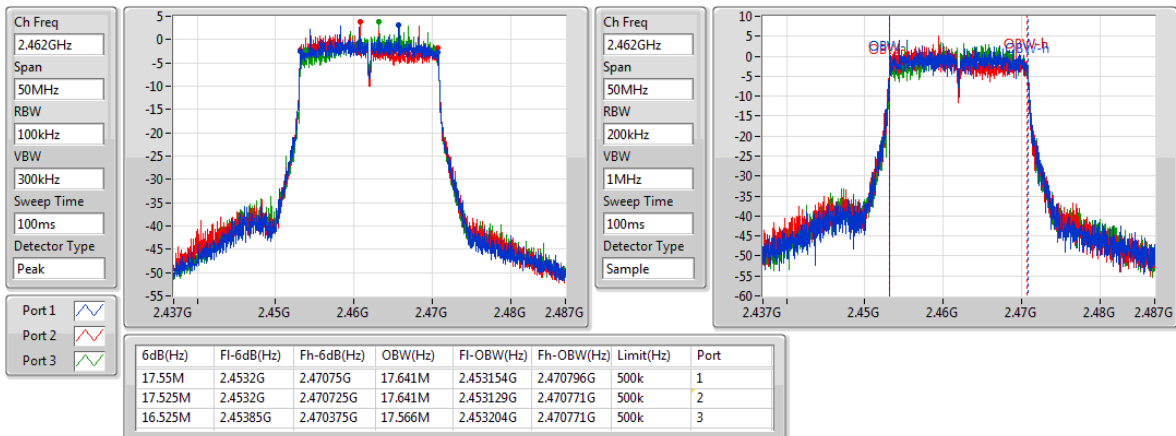 Ch Freq
2.462GHz
Span
50MHz
RBW
100kHz
VBW
300kHz
Sweep Time
100ms
Detector Type
Peak
Port 1
Port 2
Port 3
5
0
-5
-10
-15
-20
-25
-30
-35
-40
-45
-50
-55
2.437G 2.45G 2.46G 2.47G 2.487G
Ch Freq
2.462GHz
Span
50MHz
RBW
200kHz
VBW
1MHz
Sweep Time
100ms
Detector Type
Sample
10
5
0
-5
-10
-15
-20
-25
-30
-35
-40
-45
-50
-55
-60
OBW-h
2.437G 2.45G 2.46G 2.47G 2.48G 2.487G
6dB(Hz) Fl-6dB(Hz) Fh-6dB(Hz) OBW(Hz) Fl-OBW(Hz) Fh-OBW(Hz) Limit(Hz) Port
17.55M 2.4532G 2.47075G 17.641M 2.453154G 2.470796G 500k 1
17.525M 2.4532G 2.470725G 17.641M 2.453129G 2.470771G 500k 2
16.525M 2.45385G 2.470375G 17.566M 2.453204G 2.470771G 500k 3